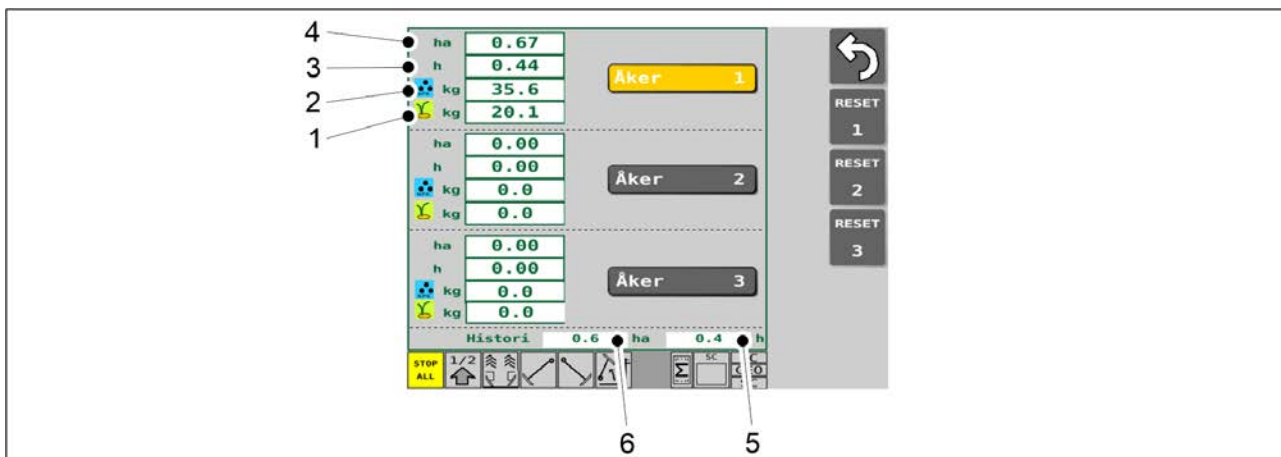 4 ha 0.67
3 h 0.44 Åker 1
2 kg 35.6
1 kg 20.1
RESET
1
ha 0.00
h 0.00 Åker 2
kg 0.0
kg 0.0
RESET
2
ha 0.00
h 0.00 Åker 3
kg 0.0
kg 0.0
RESET
3
Histori 0.6 ha 0.4 h
STOP
ALL
1/2
Σ
SC
6 5